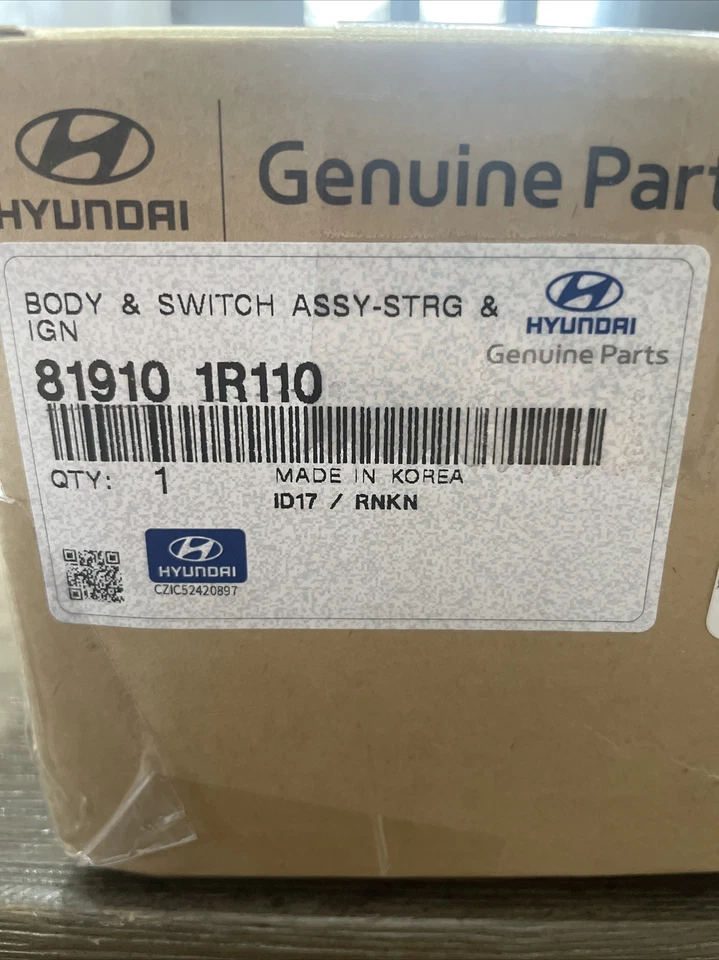 HYUNDAI
Genuine Part
BODY & SWITCH ASSY-STRG &
IGN
HYUNDAI
Genuine Parts
81910 1R110
QTY: 1 MADE IN KOREA
ID17 / RNKN
HYUNDAI
CZIC52420897